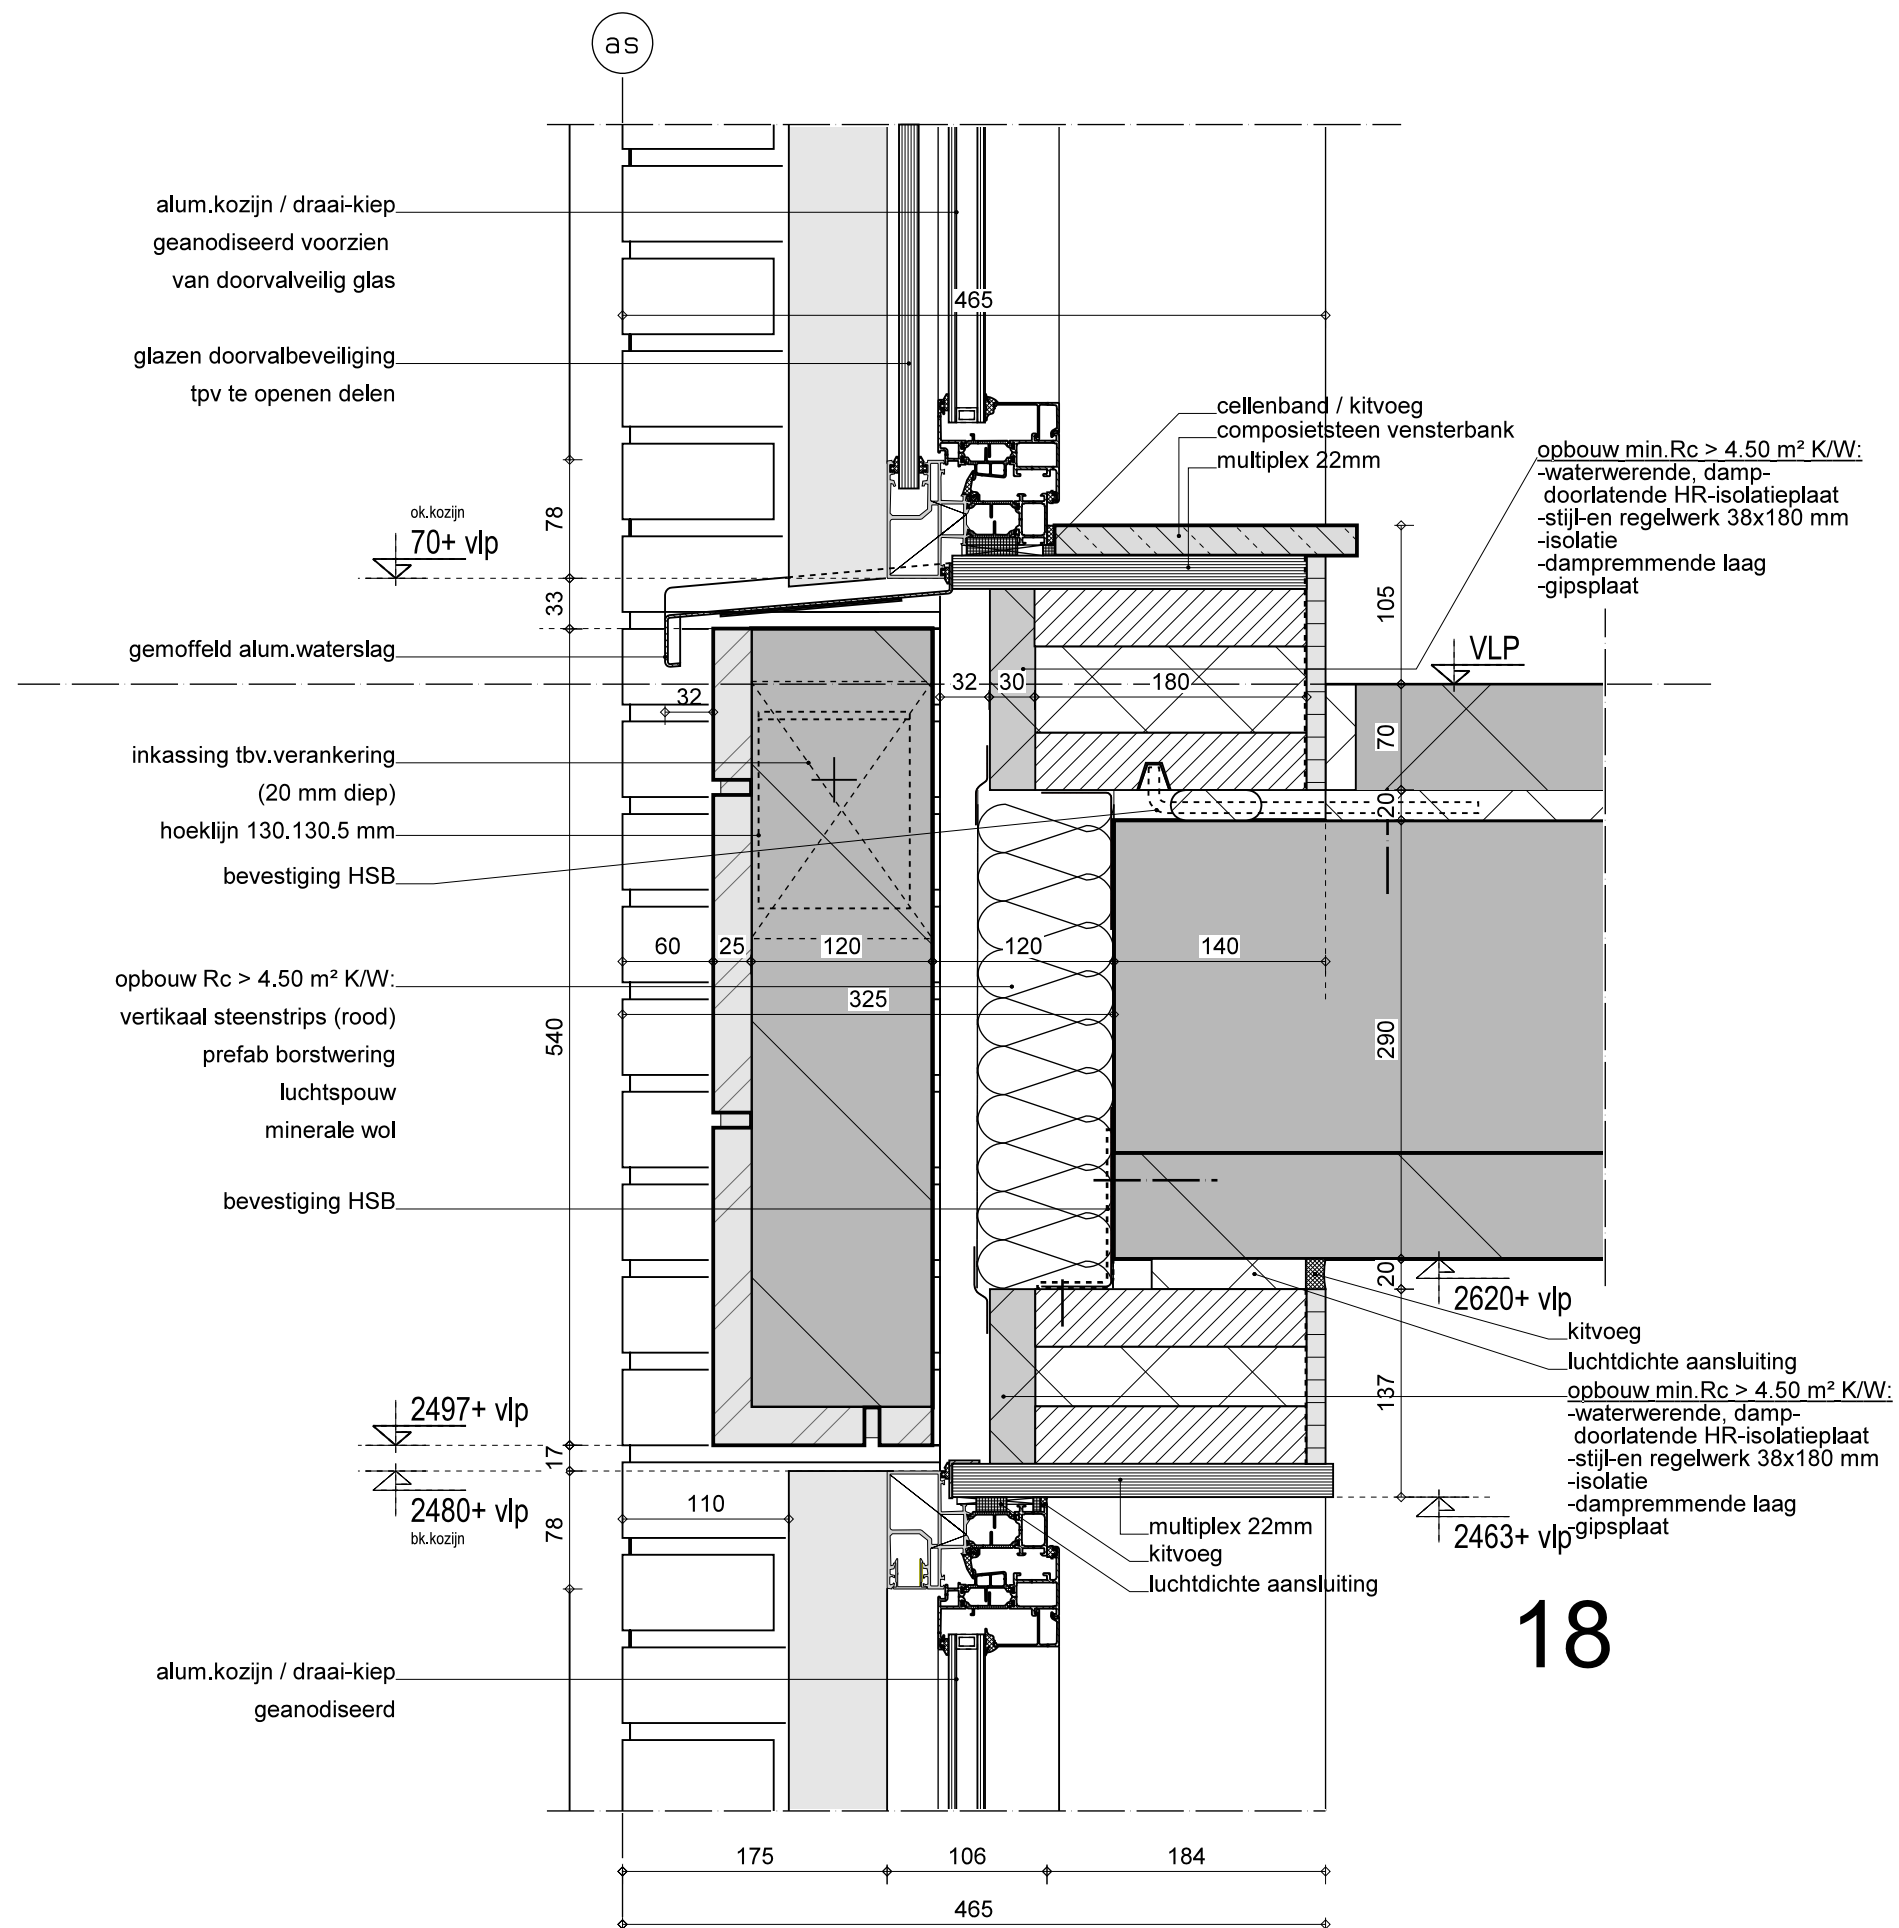 as
alum.kozijn / draai-kiep
geanodiseerd voorzien
van doorvalveilig glas
465
glazen doorvalbeveiliging
tpv te openen delen
cellenband / kitvoeg
composietsteen vensterbank
multiplex 22mm
opbouw min.Rc > 4.50 m² K/W:
-waterwerende, damp-
doorlatende HR-isolatieplaat
-stijl-en regelwerk 38x180 mm
-isolatie
-dampremmende laag
-gipsplaat
78
ok.kozijn
70+ vlp
33
105
gemoffeld alum.waterslag
VLP
32
32
30
180
70
inkassing tbv.verankering
(20 mm diep)
hoeklijn 130.130.5 mm
20
bevestiging HSB
60
25
120
120
140
325
opbouw Rc > 4.50 m² K/W:
vertikaal steenstrips (rood)
prefab borstwering
luchtspouw
minerale wol
540
290
bevestiging HSB
20
2620+ vlp
kitvoeg
luchtdichte aansluiting
137
opbouw min.Rc > 4.50 m² K/W:
-waterwerende, damp-
doorlatende HR-isolatieplaat
-stijl-en regelwerk 38x180 mm
-isolatie
-dampremmende laag
-gipsplaat
2497+ vlp
17
2480+ vlp
bk.kozijn
78
110
2463+ vlp
multiplex 22mm
kitvoeg
luchtdichte aansluiting
18
alum.kozijn / draai-kiep
geanodiseerd
175
106
184
465